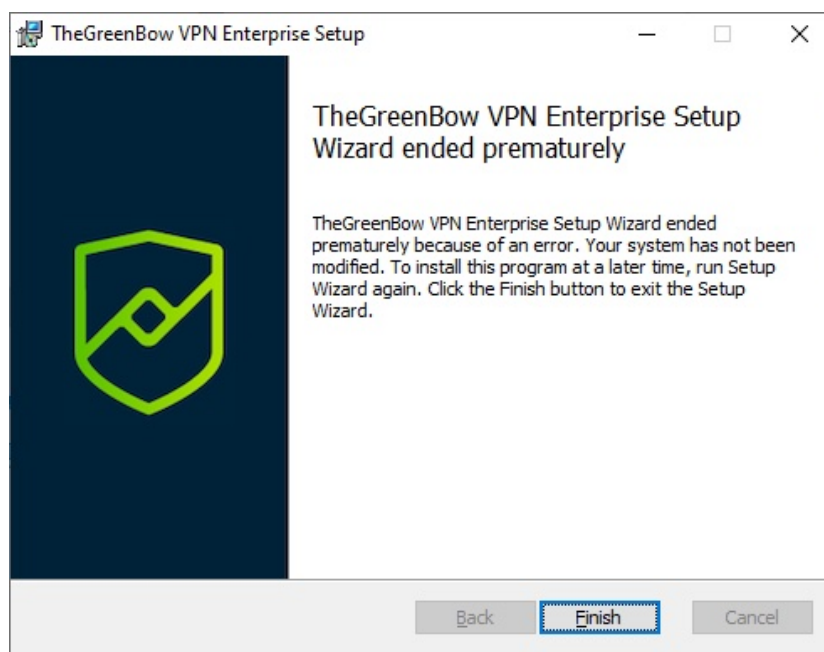 TheGreenBow VPN Enterprise Setup
TheGreenBow VPN Enterprise Setup
Wizard ended prematurely
TheGreenBow VPN Enterprise Setup Wizard ended
prematurely because of an error. Your system has not been
modified. To install this program at a later time, run Setup
Wizard again. Click the Finish button to exit the Setup
Wizard.
Back Finish Cancel